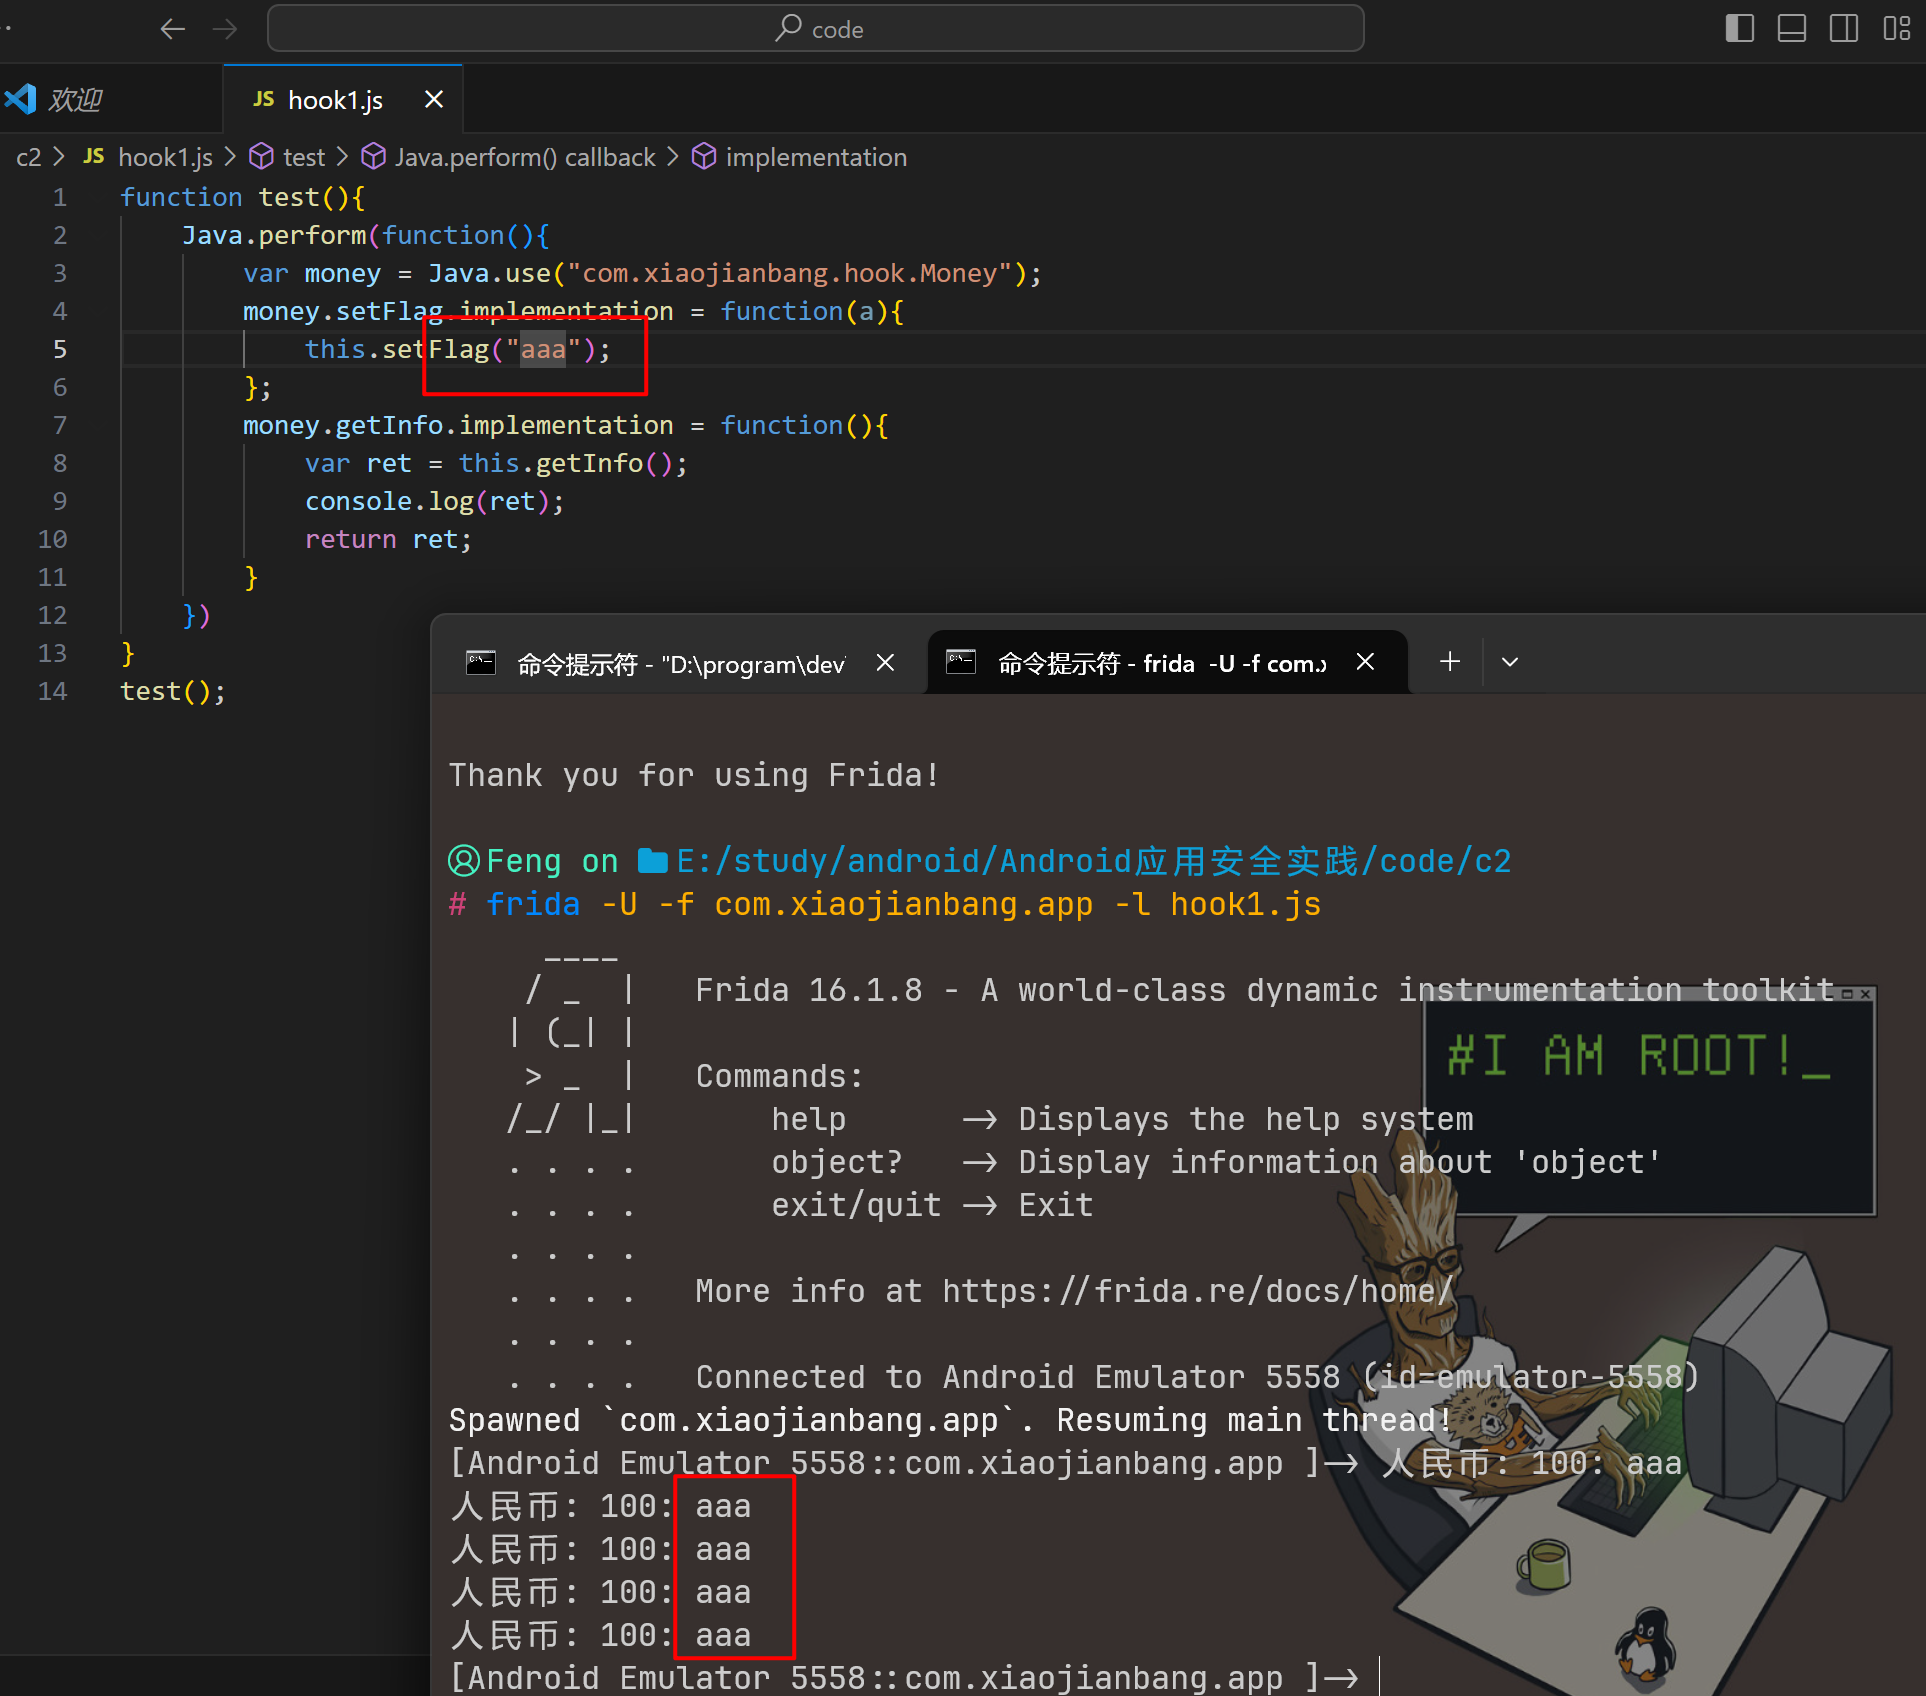 code
欢迎
JS hook1.js
c2 > JS hook1.js > test > Java.perform() callback > implementation
1 function test(){
2 Java.perform(function(){
3 var money = Java.use("com.xiaojianbang.hook.Money");
4 money.setFlag.implementation = function(a){
5 this.setFlag("aaa");
6 };
7 money.getInfo.implementation = function(){
8 var ret = this.getInfo();
9 console.log(ret);
10 return ret;
11 }
12 })
13 }
14 test();
命令提示符 - "D:\program\dev
命令提示符 - frida -U -f com.x
Thank you for using Frida!
Feng on E:/study/android/Android应用安全实践/code/c2
# frida -U -f com.xiaojianbang.app -l hook1.js
____
/ _ | Frida 16.1.8 - A world-class dynamic instrumentation toolkit
| (_| |
> _ | Commands:
/_/ |_| help -> Displays the help system
. . . . object? -> Display information about 'object'
. . . . exit/quit -> Exit
. . . .
. . . . More info at https://frida.re/docs/home/
. . . .
. . . . Connected to Android Emulator 5558 (id=emulator-5558)
Spawned `com.xiaojianbang.app`. Resuming main thread!
[Android Emulator 5558::com.xiaojianbang.app ]-> 人民币: 100: aaa
人民币: 100: aaa
人民币: 100: aaa
人民币: 100: aaa
人民币: 100: aaa
[Android Emulator 5558::com.xiaojianbang.app ]->
#I AM ROOT!_